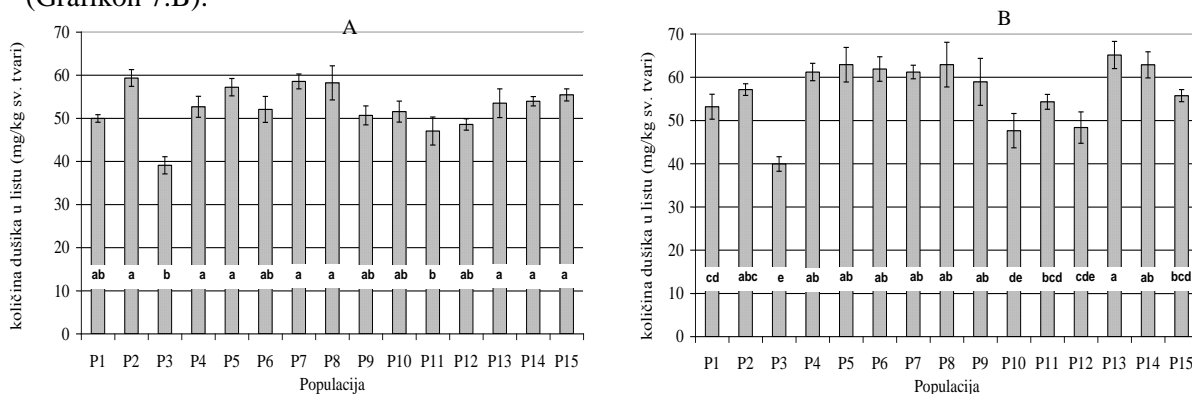 (Grafikon 7.B).
A
količina dušika u listu (mg/kg sv. tvari)
70
60
50
40
30
20
10
0
ab a b a a ab a a ab ab b ab a a a
P1 P2 P3 P4 P5 P6 P7 P8 P9 P10 P11 P12 P13 P14 P15
Populacija
B
količina dušika u listu (mg/kg sv. tvari)
70
60
50
40
30
20
10
0
cd abc e ab ab ab ab ab ab de bcd cde a ab bcd
P1 P2 P3 P4 P5 P6 P7 P8 P9 P10 P11 P12 P13 P14 P15
Populacija